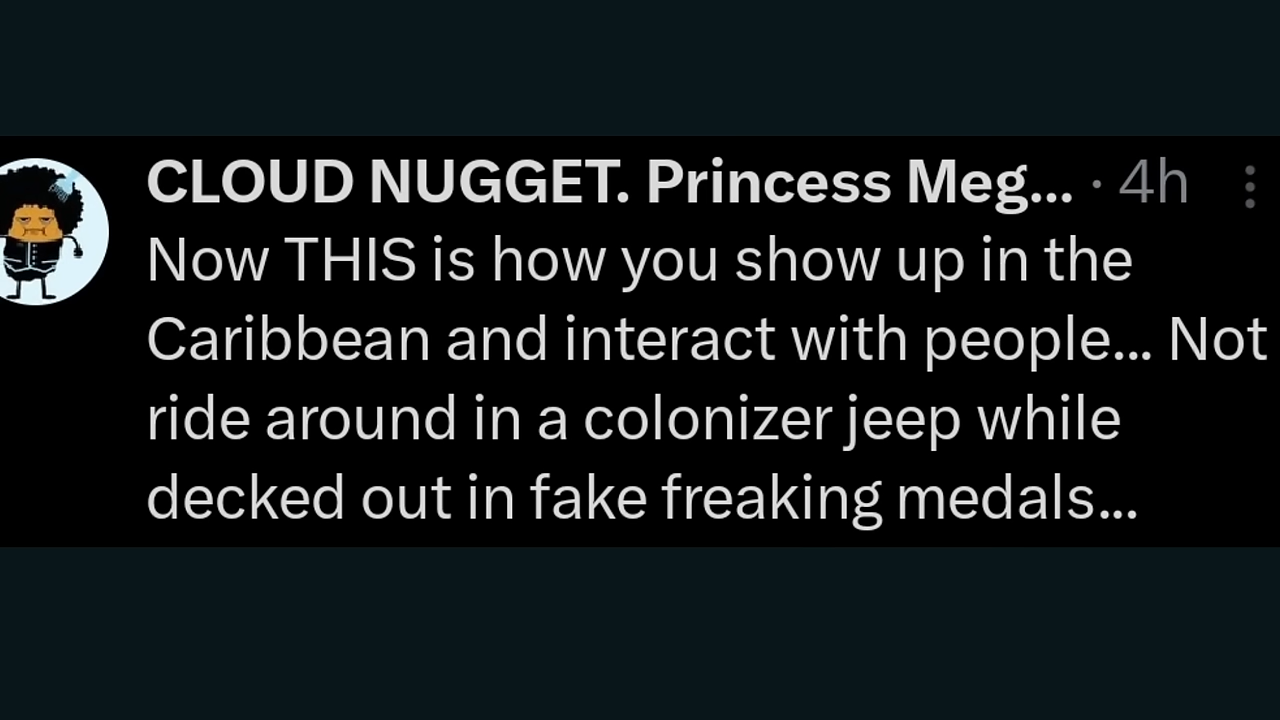 CLOUD NUGGET. Princess Meg... · 4h
Now THIS is how you show up in the
Caribbean and interact with people... Not
ride around in a colonizer jeep while
decked out in fake freaking medals...